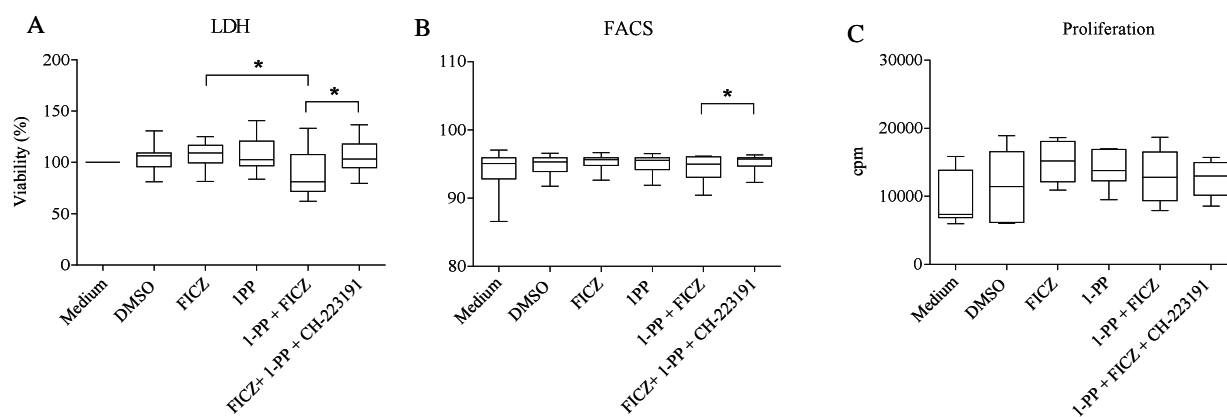 A
LDH
Viability (%)
200
150
100
50
0
*
*
Medium
DMSO
FICZ
1PP
1-PP + FICZ
FICZ+ 1-PP + CH-223191
B
FACS
110
100
90
80
*
Medium
DMSO
FICZ
1PP
1-PP + FICZ
FICZ+ 1-PP + CH-223191
C
Proliferation
cpm
30000
20000
10000
0
Medium
DMSO
FICZ
1-PP
1-PP + FICZ
1-PP + FICZ + CH-223191